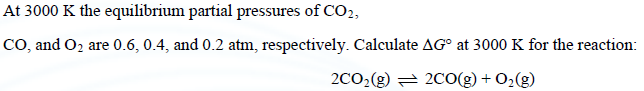 At 3000 K the equilibrium partial pressures of CO₂,
CO, and O₂ are 0.6, 0.4, and 0.2 atm, respectively. Calculate ΔG° at 3000 K for the reaction:
2CO₂(g) ⇌ 2CO(g) + O₂(g)